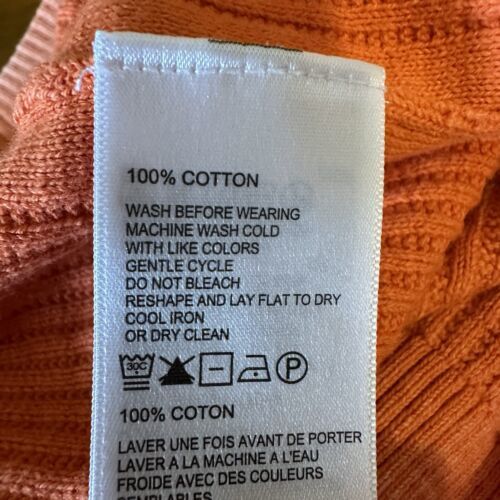 100% COTTON
WASH BEFORE WEARING
MACHINE WASH COLD
WITH LIKE COLORS
GENTLE CYCLE
DO NOT BLEACH
RESHAPE AND LAY FLAT TO DRY
COOL IRON
OR DRY CLEAN
30C P
100% COTON
LAVER UNE FOIS AVANT DE PORTER
LAVER A LA MACHINE A L'EAU
FROIDE AVEC DES COULEURS
SEMBLABLES